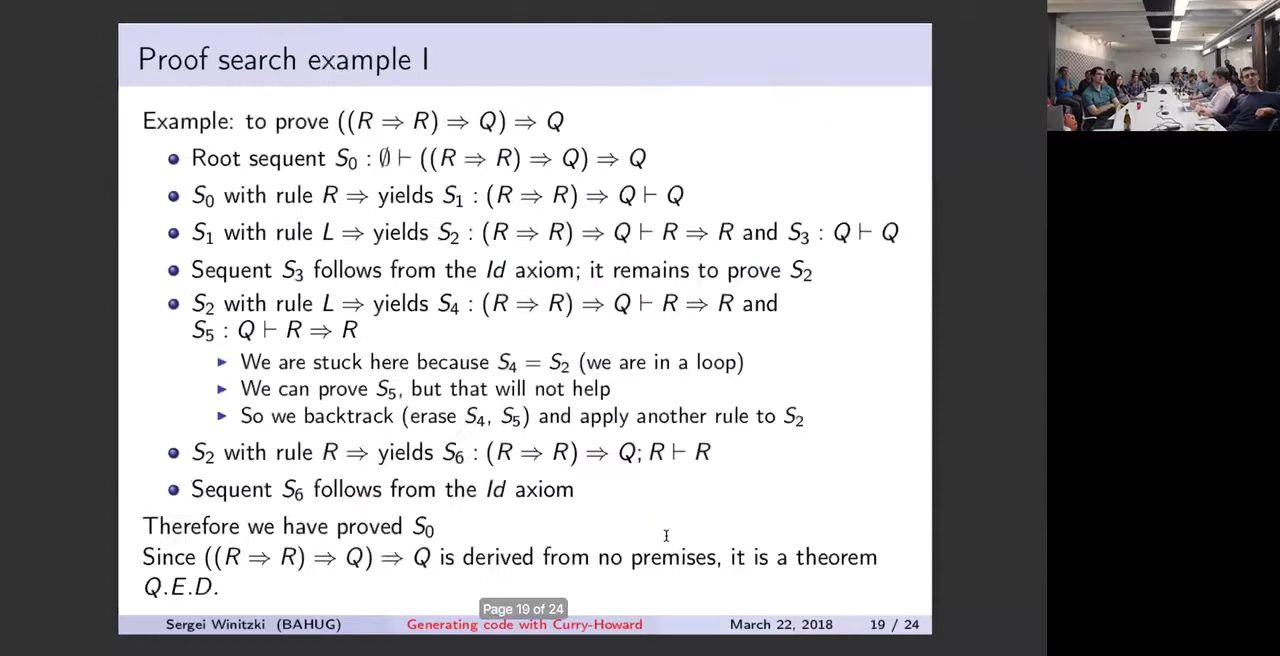 Proof search example I
Example: to prove ((R ⇒ R) ⇒ Q) ⇒ Q
Root sequent S₀ : ∅ ⊢ ((R ⇒ R) ⇒ Q) ⇒ Q
S₀ with rule R ⇒ yields S₁ : (R ⇒ R) ⇒ Q ⊢ Q
S₁ with rule L ⇒ yields S₂ : (R ⇒ R) ⇒ Q ⊢ R ⇒ R and S₃ : Q ⊢ Q
Sequent S₃ follows from the Id axiom; it remains to prove S₂
S₂ with rule L ⇒ yields S₄ : (R ⇒ R) ⇒ Q ⊢ R ⇒ R and
S₅ : Q ⊢ R ⇒ R
We are stuck here because S₄ = S₂ (we are in a loop)
We can prove S₅, but that will not help
So we backtrack (erase S₄, S₅) and apply another rule to S₂
S₂ with rule R ⇒ yields S₆ : (R ⇒ R) ⇒ Q; R ⊢ R
Sequent S₆ follows from the Id axiom
Therefore we have proved S₀
Since ((R ⇒ R) ⇒ Q) ⇒ Q is derived from no premises, it is a theorem
Q.E.D.
Page 19 of 24
Sergei Winitzki (BAHUG) Generating code with Curry-Howard March 22, 2018 19 / 24